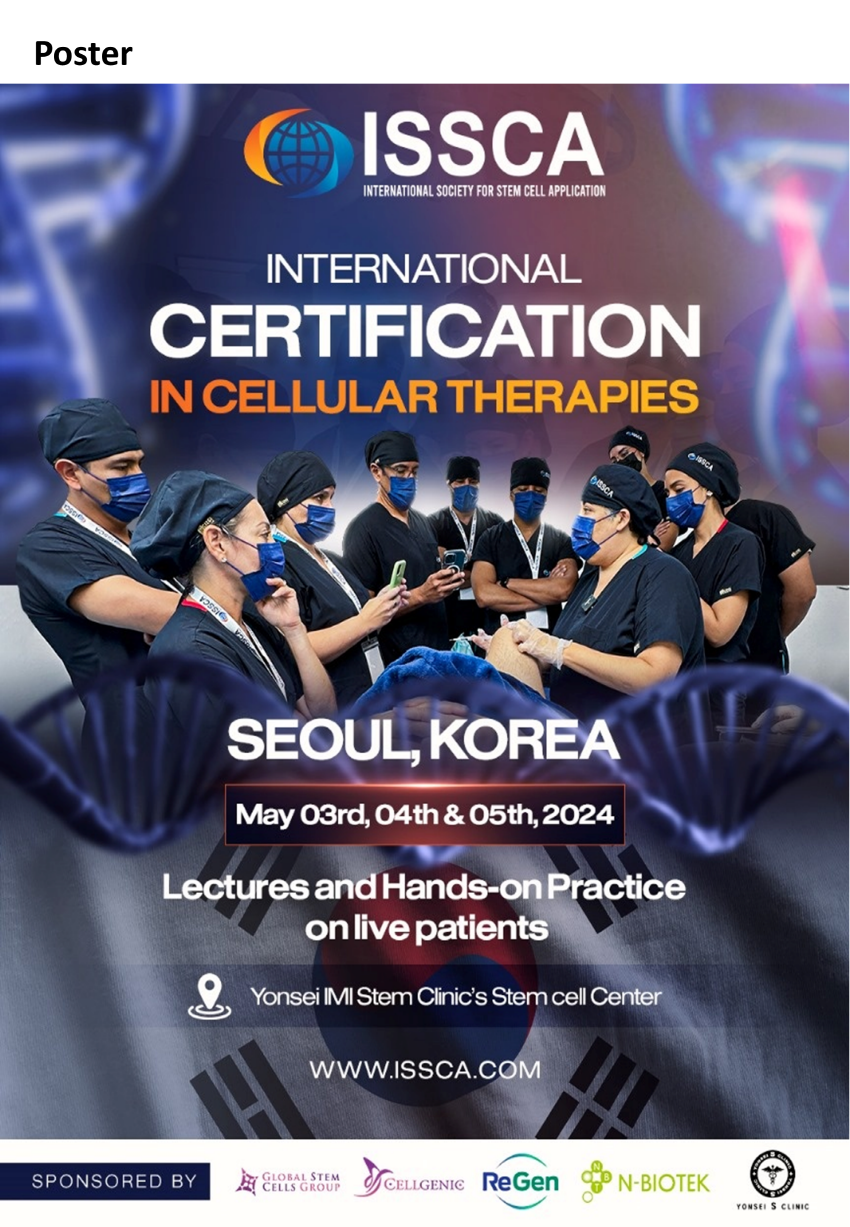 Poster
ISSCA
INTERNATIONAL SOCIETY FOR STEM CELL APPLICATION
INTERNATIONAL
CERTIFICATION
IN CELLULAR THERAPIES
ISSCA
ISSCA
SEOUL, KOREA
May 03rd, 04th & 05th, 2024
Lectures and Hands-on Practice
on live patients
Yonsei IMI Stem Clinic's Stem cell Center
WWW.ISSCA.COM
SPONSORED BY
GLOBAL STEM
CELLS GROUP
CELLGENIC
ReGen
N-BIOTEK
YONSEI S CLINIC